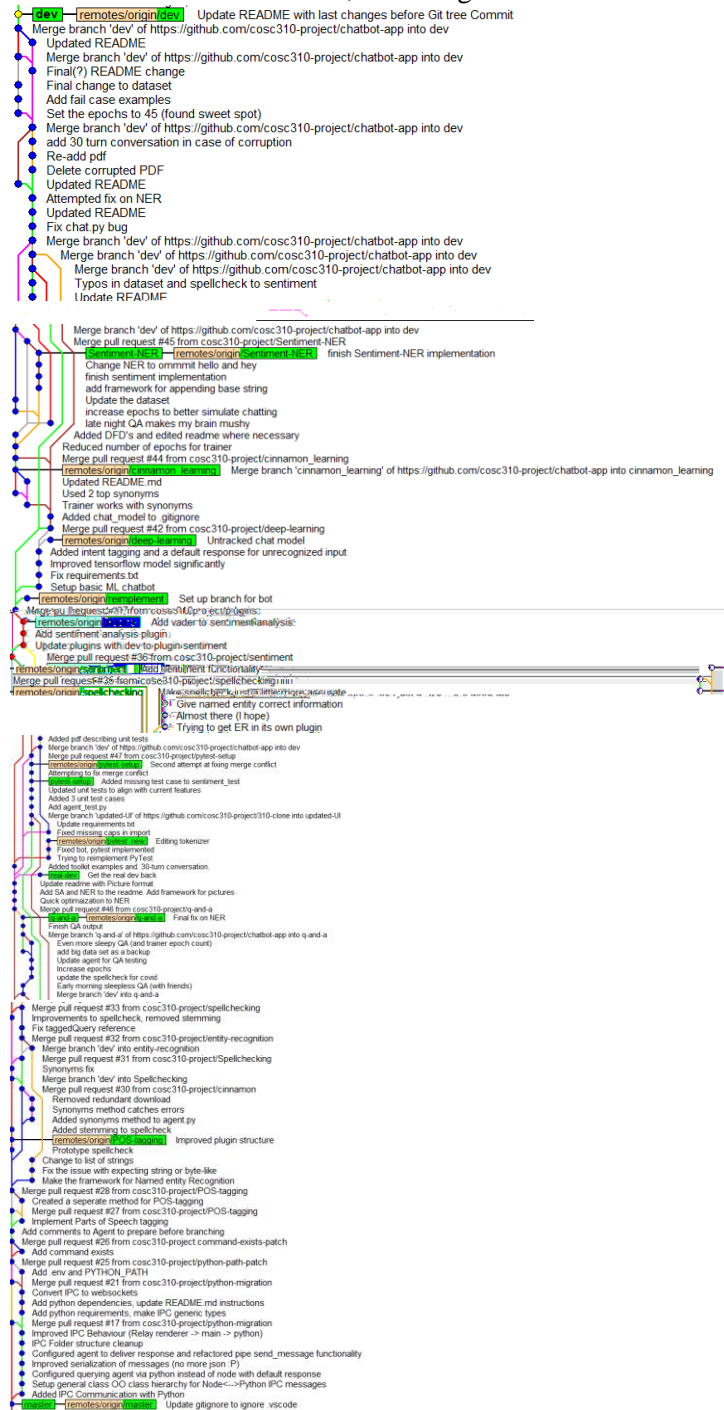 dev remotes/origin/dev Update README with last changes before Git tree Commit
Merge branch 'dev' of https://github.com/cosc310-project/chatbot-app into dev
Updated README
Merge branch 'dev' of https://github.com/cosc310-project/chatbot-app into dev
Final(?) README change
Final change to dataset
Add fail case examples
Set the epochs to 45 (found sweet spot)
Merge branch 'dev' of https://github.com/cosc310-project/chatbot-app into dev
add 30 turn conversation in case of corruption
Re-add pdf
Delete corrupted PDF
Updated README
Attempted fix on NER
Updated README
Fix chat.py bug
Merge branch 'dev' of https://github.com/cosc310-project/chatbot-app into dev
Merge branch 'dev' of https://github.com/cosc310-project/chatbot-app into dev
Merge branch 'dev' of https://github.com/cosc310-project/chatbot-app into dev
Typos in dataset and spellcheck to sentiment
Update README
Merge branch 'dev' of https://github.com/cosc310-project/chatbot-app into dev
Merge pull request #45 from cosc310-project/Sentiment-NER
Sentiment-NER remotes/origin/Sentiment-NER finish Sentiment-NER implementation
Change NER to ommmit hello and hey
finish sentiment implementation
add framework for appending base string
Update the dataset
increase epochs to better simulate chatting
late night QA makes my brain mushy
Added DFD's and edited readme where necessary
Reduced number of epochs for trainer
Merge pull request #44 from cosc310-project/cinnamon_learning
remotes/origin/cinnamon_learning Merge branch 'cinnamon_learning' of https://github.com/cosc310-project/chatbot-app into cinnamon_learning
Updated README.md
Used 2 top synonyms
Trainer works with synonyms
Added chat_model to .gitignore
Merge pull request #42 from cosc310-project/deep-learning
remotes/origin/deep-learning Untracked chat model
Added intent tagging and a default response for unrecognized input
Improved tensorflow model significantly
Fix requirements.txt
Setup basic ML chatbot
remotes/origin/reimplement Set up branch for bot
remotes/origin/ Add vader to sentimentanalysis
Add sentiment analysis plugin
Update plugins with dev-to-plugin-sentiment
Merge pull request #36 from cosc310-project/sentiment
remotes/origin/sentiment Add sentiment functionality
remotes/origin/spellchecking
Give named entity correct information
Almost there (I hope)
Trying to get ER in its own plugin
Added pdf describing unit tests
Merge branch 'dev' of https://github.com/cosc310-project/chatbot-app into dev
Merge pull request #47 from cosc310-project/pytest-setup
remotes/origin/pytest-setup Second attempt at fixing merge conflict
Attempting to fix merge conflict
pytest-setup Added missing test case to sentiment_test
Updated unit tests to align with current features
Added 3 unit test cases
Add agent_test.py
Merge branch 'updated-UI' of https://github.com/cosc310-project/310-clone into updated-UI
Update requirements.txt
Fixed missing caps in import
remotes/origin/pytest_new Editing tokenizer
Fixed bot, pytest implemented
Trying to reimplement PyTest
Added toolkit examples and 30-turn conversation.
real-dev Get the real dev back
Update readme with Picture format
Add SA and NER to the readme. Add framework for pictures
Quick optimaization to NER
Merge pull request #46 from cosc310-project/q-and-a
q-and-a remotes/origin/q-and-a Final fix on NER
Finish QA output
Merge branch 'q-and-a' of https://github.com/cosc310-project/chatbot-app into q-and-a
Even more sleepy QA (and trainer epoch count)
add big data set as a backup
Update agent for QA testing
Increase epochs
update the spellcheck for covid
Early morning sleepless QA (with friends)
Merge branch 'dev' into q-and-a
Merge pull request #33 from cosc310-project/spellchecking
Improvements to spellcheck, removed stemming
Fix taggedQuery reference
Merge pull request #32 from cosc310-project/entity-recognition
Merge branch 'dev' into entity-recognition
Merge pull request #31 from cosc310-project/Spellchecking
Synonyms fix
Merge branch 'dev' into Spellchecking
Merge pull request #30 from cosc310-project/cinnamon
Removed redundant download
Synonyms method catches errors
Added synonyms method to agent.py
Added stemming to spellcheck
remotes/origin/POS-tagging Improved plugin structure
Prototype spellcheck
Change to list of strings
Fix the issue with expecting string or byte-like
Make the framework for Named entity Recognition
Merge pull request #28 from cosc310-project/POS-tagging
Created a seperate method for POS-tagging
Merge pull request #27 from cosc310-project/POS-tagging
Implement Parts of Speech tagging
Add comments to Agent to prepare before branching
Merge pull request #26 from cosc310-project:command-exists-patch
Add command exists
Merge pull request #25 from cosc310-project/python-path-patch
Add .env and PYTHON_PATH
Merge pull request #21 from cosc310-project/python-migration
Convert IPC to websockets
Add python dependencies, update README.md instructions
Add python requirements, make IPC generic types
Merge pull request #17 from cosc310-project/python-migration
Improved IPC Behaviour (Relay renderer -> main -> python)
IPC Folder structure cleanup
Configured agent to deliver response and refactored pipe send_message functionality
Improved serialization of messages (no more json :P)
Configured querying agent via python instead of node with default response
Setup general class OO class hierarchy for Node<-->Python IPC messages
Added IPC Communication with Python
master remotes/origin/master Update gitignore to ignore .vscode